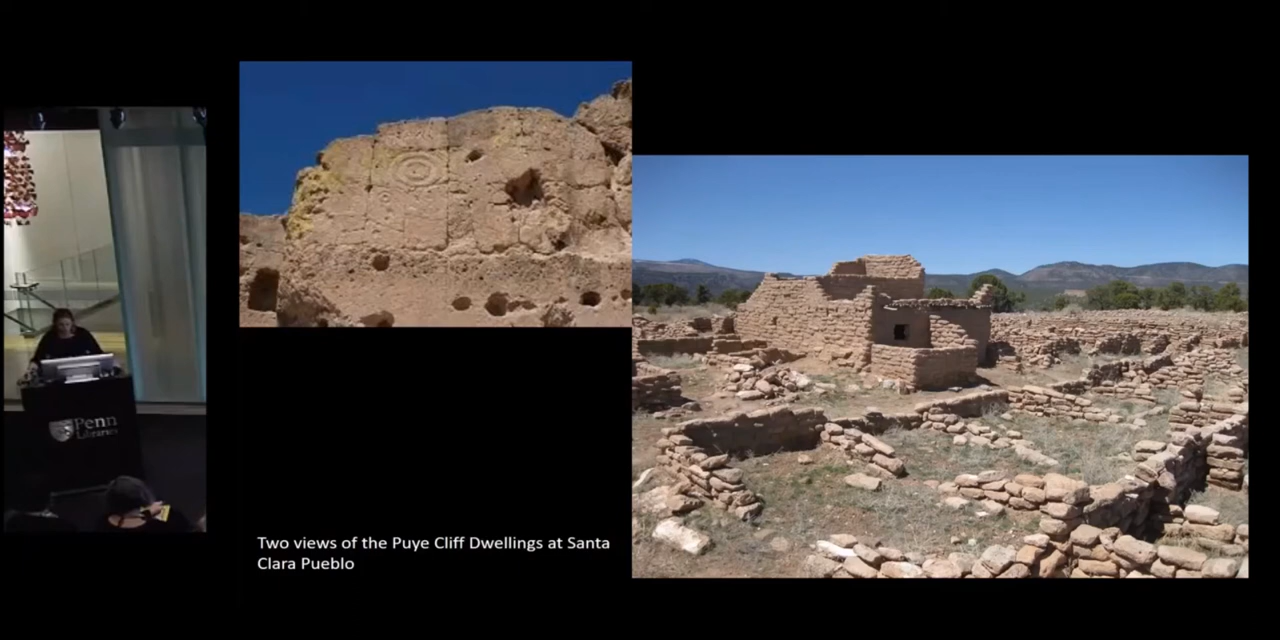 Penn
Libraries
Two views of the Puye Cliff Dwellings at Santa
Clara Pueblo